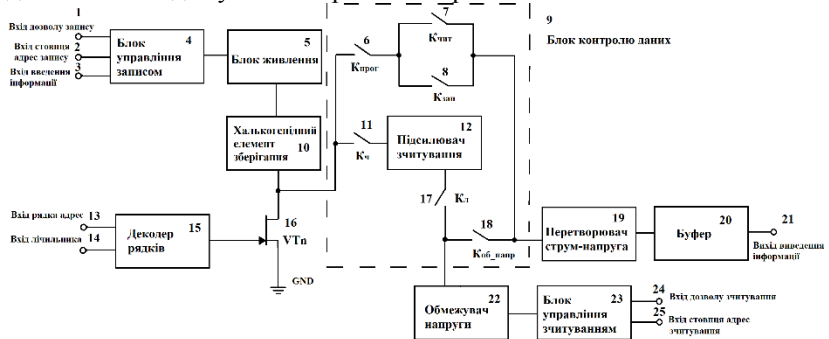 1
Вхід дозволу запису
Вхід стовпця
адрес запису
2
Вхід введення
інформації
3
4
Блок
управління
записом
5
Блок живлення
6
Кпрог
7
Кчит
8
Кзап
9
Блок контролю даних
Халькогенідний
елемент
зберігання
10
11
Кч
12
Підсилювач
зчитування
Вхід рядка адрес
13
Вхід лічильника
14
15
Декодер
рядків
16
VTn
GND
17
Кл
18
Коб_напр
19
Перетворювач
струм-напруга
20
Буфер
21
Вихід виведення
інформації
22
Обмежувач
напруги
23
Блок
управління
зчитуванням
24
Вхід дозволу зчитування
25
Вхід стовпця адрес
зчитування